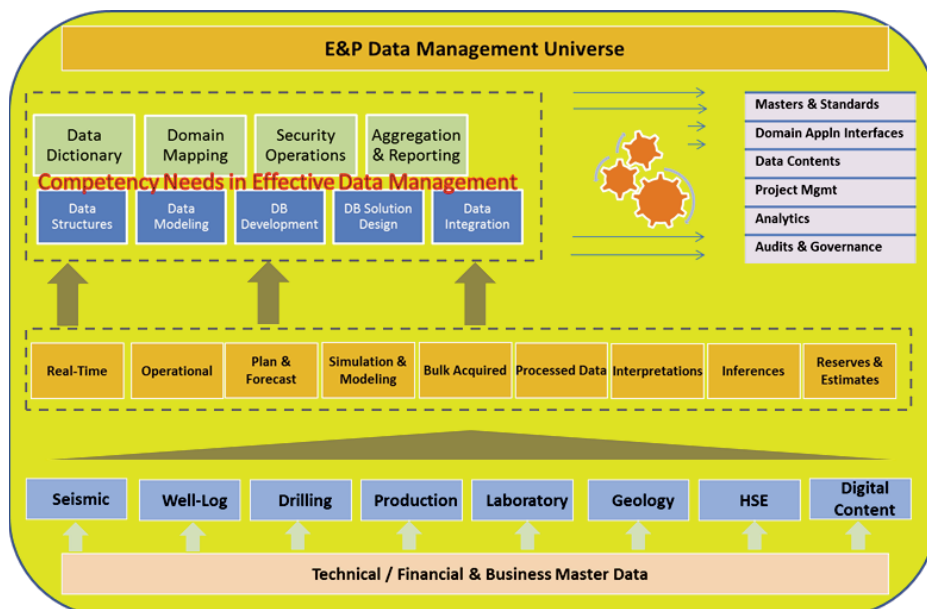 E&P Data Management Universe
Data
Dictionary
Domain
Mapping
Security
Operations
Aggregation
& Reporting
Competency Needs in Effective Data Management
Data
Structures
Data
Modeling
DB
Development
DB Solution
Design
Data
Integration
Masters & Standards
Domain Appln Interfaces
Data Contents
Project Mgmt
Analytics
Audits & Governance
Real-Time
Operational
Plan &
Forecast
Simulation &
Modeling
Bulk Acquired
Processed Data
Interpretations
Inferences
Reserves &
Estimates
Seismic
Well-Log
Drilling
Production
Laboratory
Geology
HSE
Digital
Content
Technical / Financial & Business Master Data